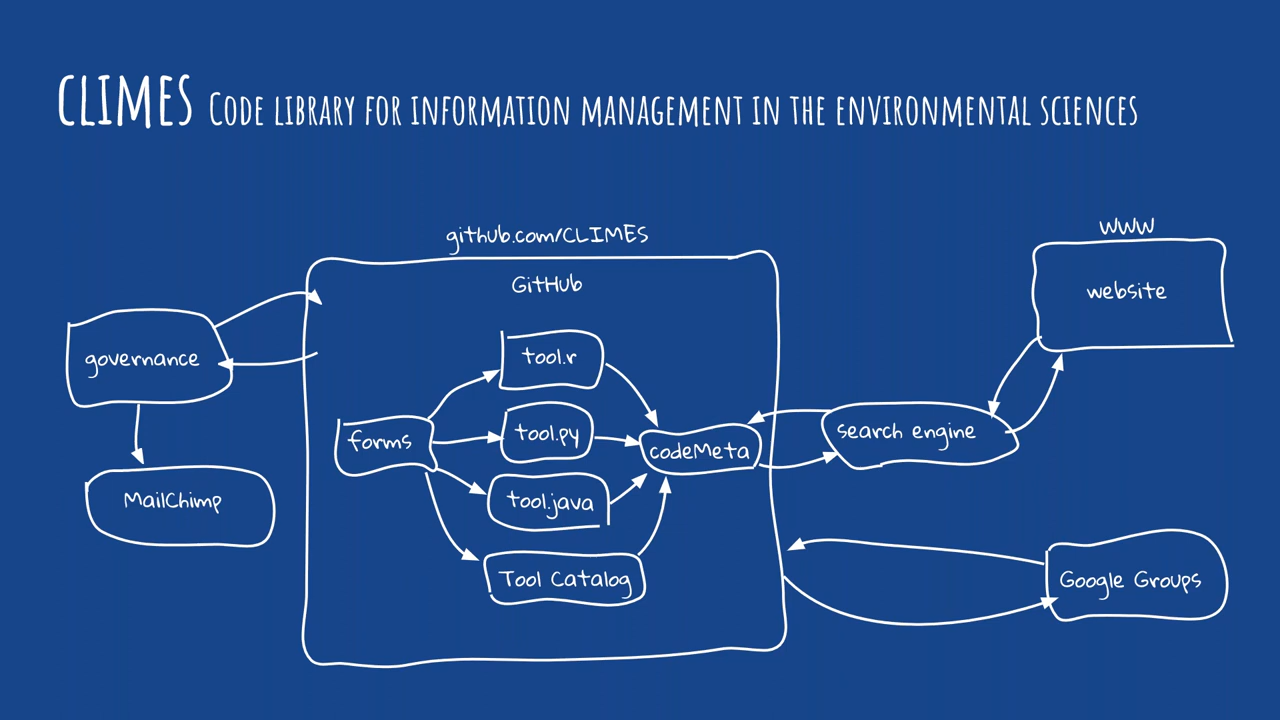 CLIMES Code library for information management in the environmental sciences
github.com/CLIMES
GitHub
WWW
website
governance
MailChimp
forms
tool.r
tool.py
tool.java
Tool Catalog
codeMeta
search engine
Google Groups